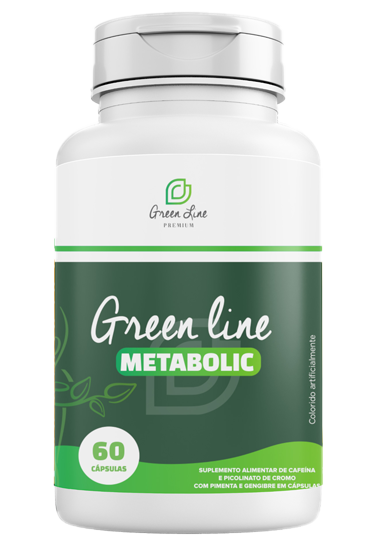 Green Line
PREMIUM
Green line
METABOLIC
Colorido artificialmente
60
CÁPSULAS
SUPLEMENTO ALIMENTAR DE CAFEÍNA
E PICOLINATO DE CROMO
COM PIMENTA E GENGIBRE EM CÁPSULAS